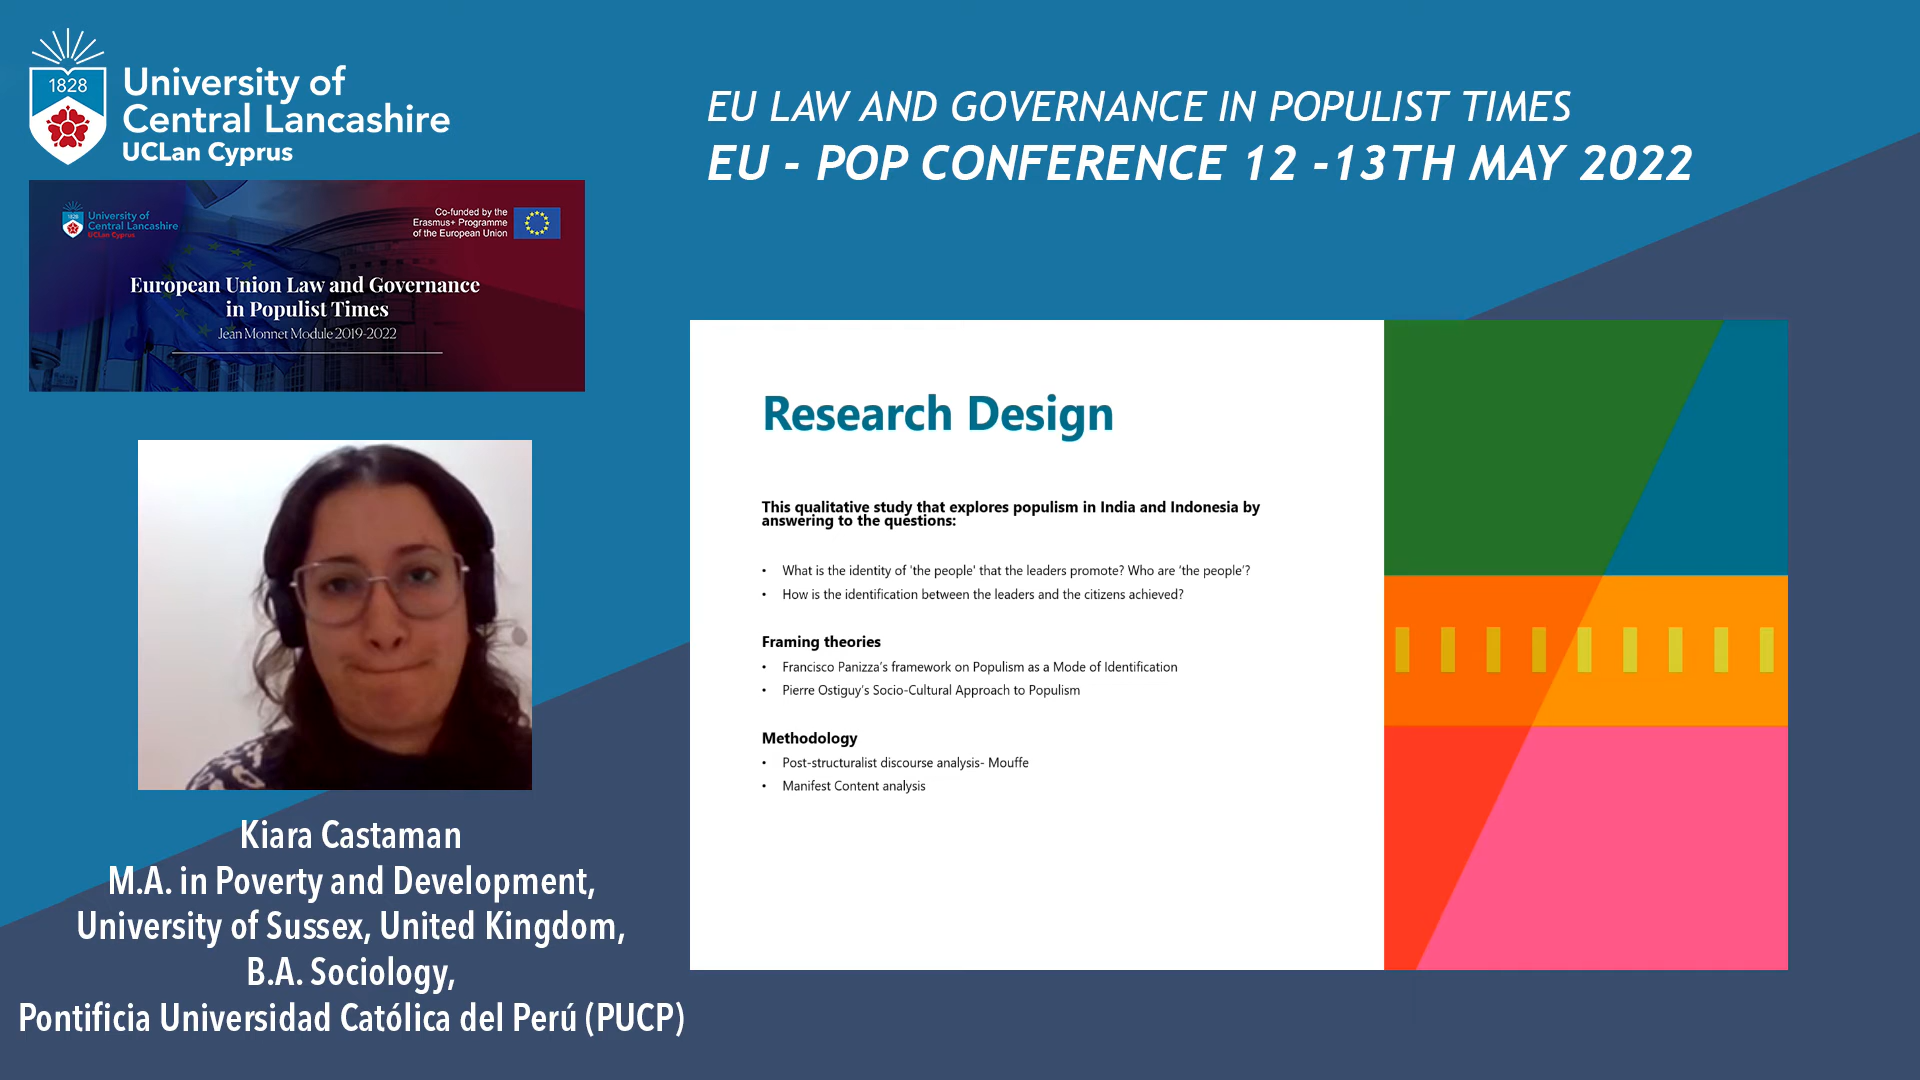 1828
University of
Central Lancashire
UCLan Cyprus
EU LAW AND GOVERNANCE IN POPULIST TIMES
EU - POP CONFERENCE 12 -13TH MAY 2022
1828
University of
Central Lancashire
UCLan Cyprus
Co-funded by the
Erasmus+ Programme
of the European Union
European Union Law and Governance
in Populist Times
Jean Monnet Module 2019-2022
Kiara Castaman
M.A. in Poverty and Development,
University of Sussex, United Kingdom,
B.A. Sociology,
Pontificia Universidad Católica del Perú (PUCP)
Research Design
This qualitative study that explores populism in India and Indonesia by
answering to the questions:
• What is the identity of 'the people' that the leaders promote? Who are ‘the people’?
• How is the identification between the leaders and the citizens achieved?
Framing theories
• Francisco Panizza’s framework on Populism as a Mode of Identification
• Pierre Ostiguy’s Socio-Cultural Approach to Populism
Methodology
• Post-structuralist discourse analysis- Mouffe
• Manifest Content analysis